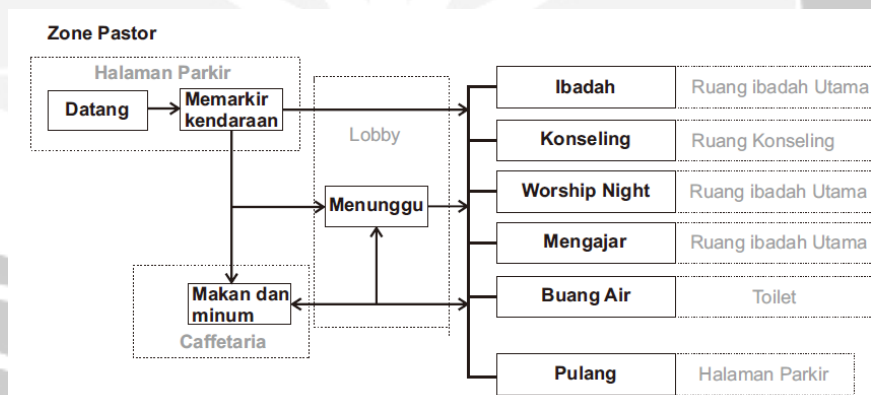 Zone Pastor
Halaman Parkir
Datang
Memarkir
kendaraan
Lobby
Menunggu
Makan dan
minum
Caffetaria
Ibadah
Ruang ibadah Utama
Konseling
Ruang Konseling
Worship Night
Ruang ibadah Utama
Mengajar
Ruang ibadah Utama
Buang Air
Toilet
Pulang
Halaman Parkir